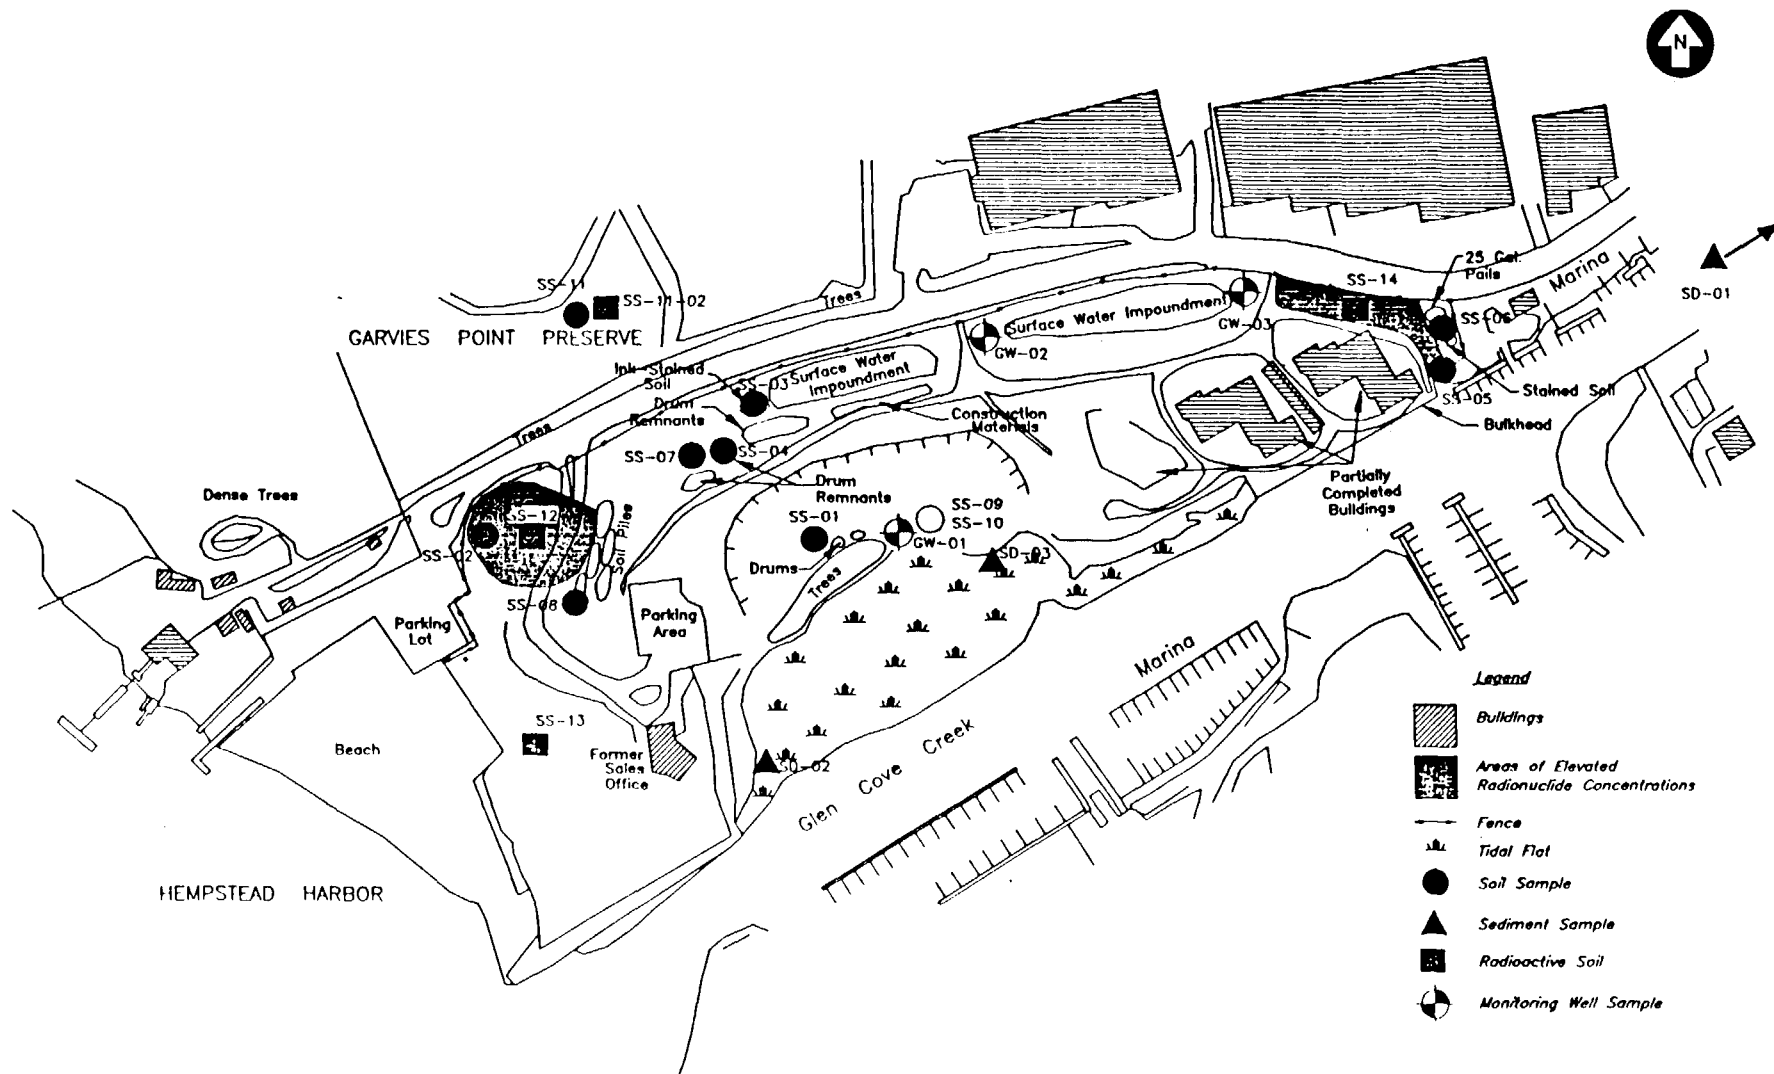 N
25 Gal.
Pails
Marina
SD-01
SS-14
SS-06
SS-11
SS-11-02
GARVIES POINT PRESERVE
Trees
Surface Water Impoundment
GW-03
GW-02
Ink-Stained
Soil
SS-03
Surface Water
Impoundment
Stained Soil
SS-05
Bulkhead
Drum
Remnants
Construction
Materials
Trees
SS-07
SS-04
Drum
Remnants
Partially
Completed
Buildings
Dense Trees
SS-12
SS-02
Soil Piles
SS-01
SS-09
SS-10
GW-01
SD-03
Drums
Trees
SS-08
Parking
Lot
Parking
Area
Marina
SS-13
Beach
Former
Sales
Office
SD-02
Glen Cove Creek
HEMPSTEAD HARBOR
Legend
Buildings
Areas of Elevated
Radionuclide Concentrations
Fence
Tidal Flat
Soil Sample
Sediment Sample
Radioactive Soil
Monitoring Well Sample